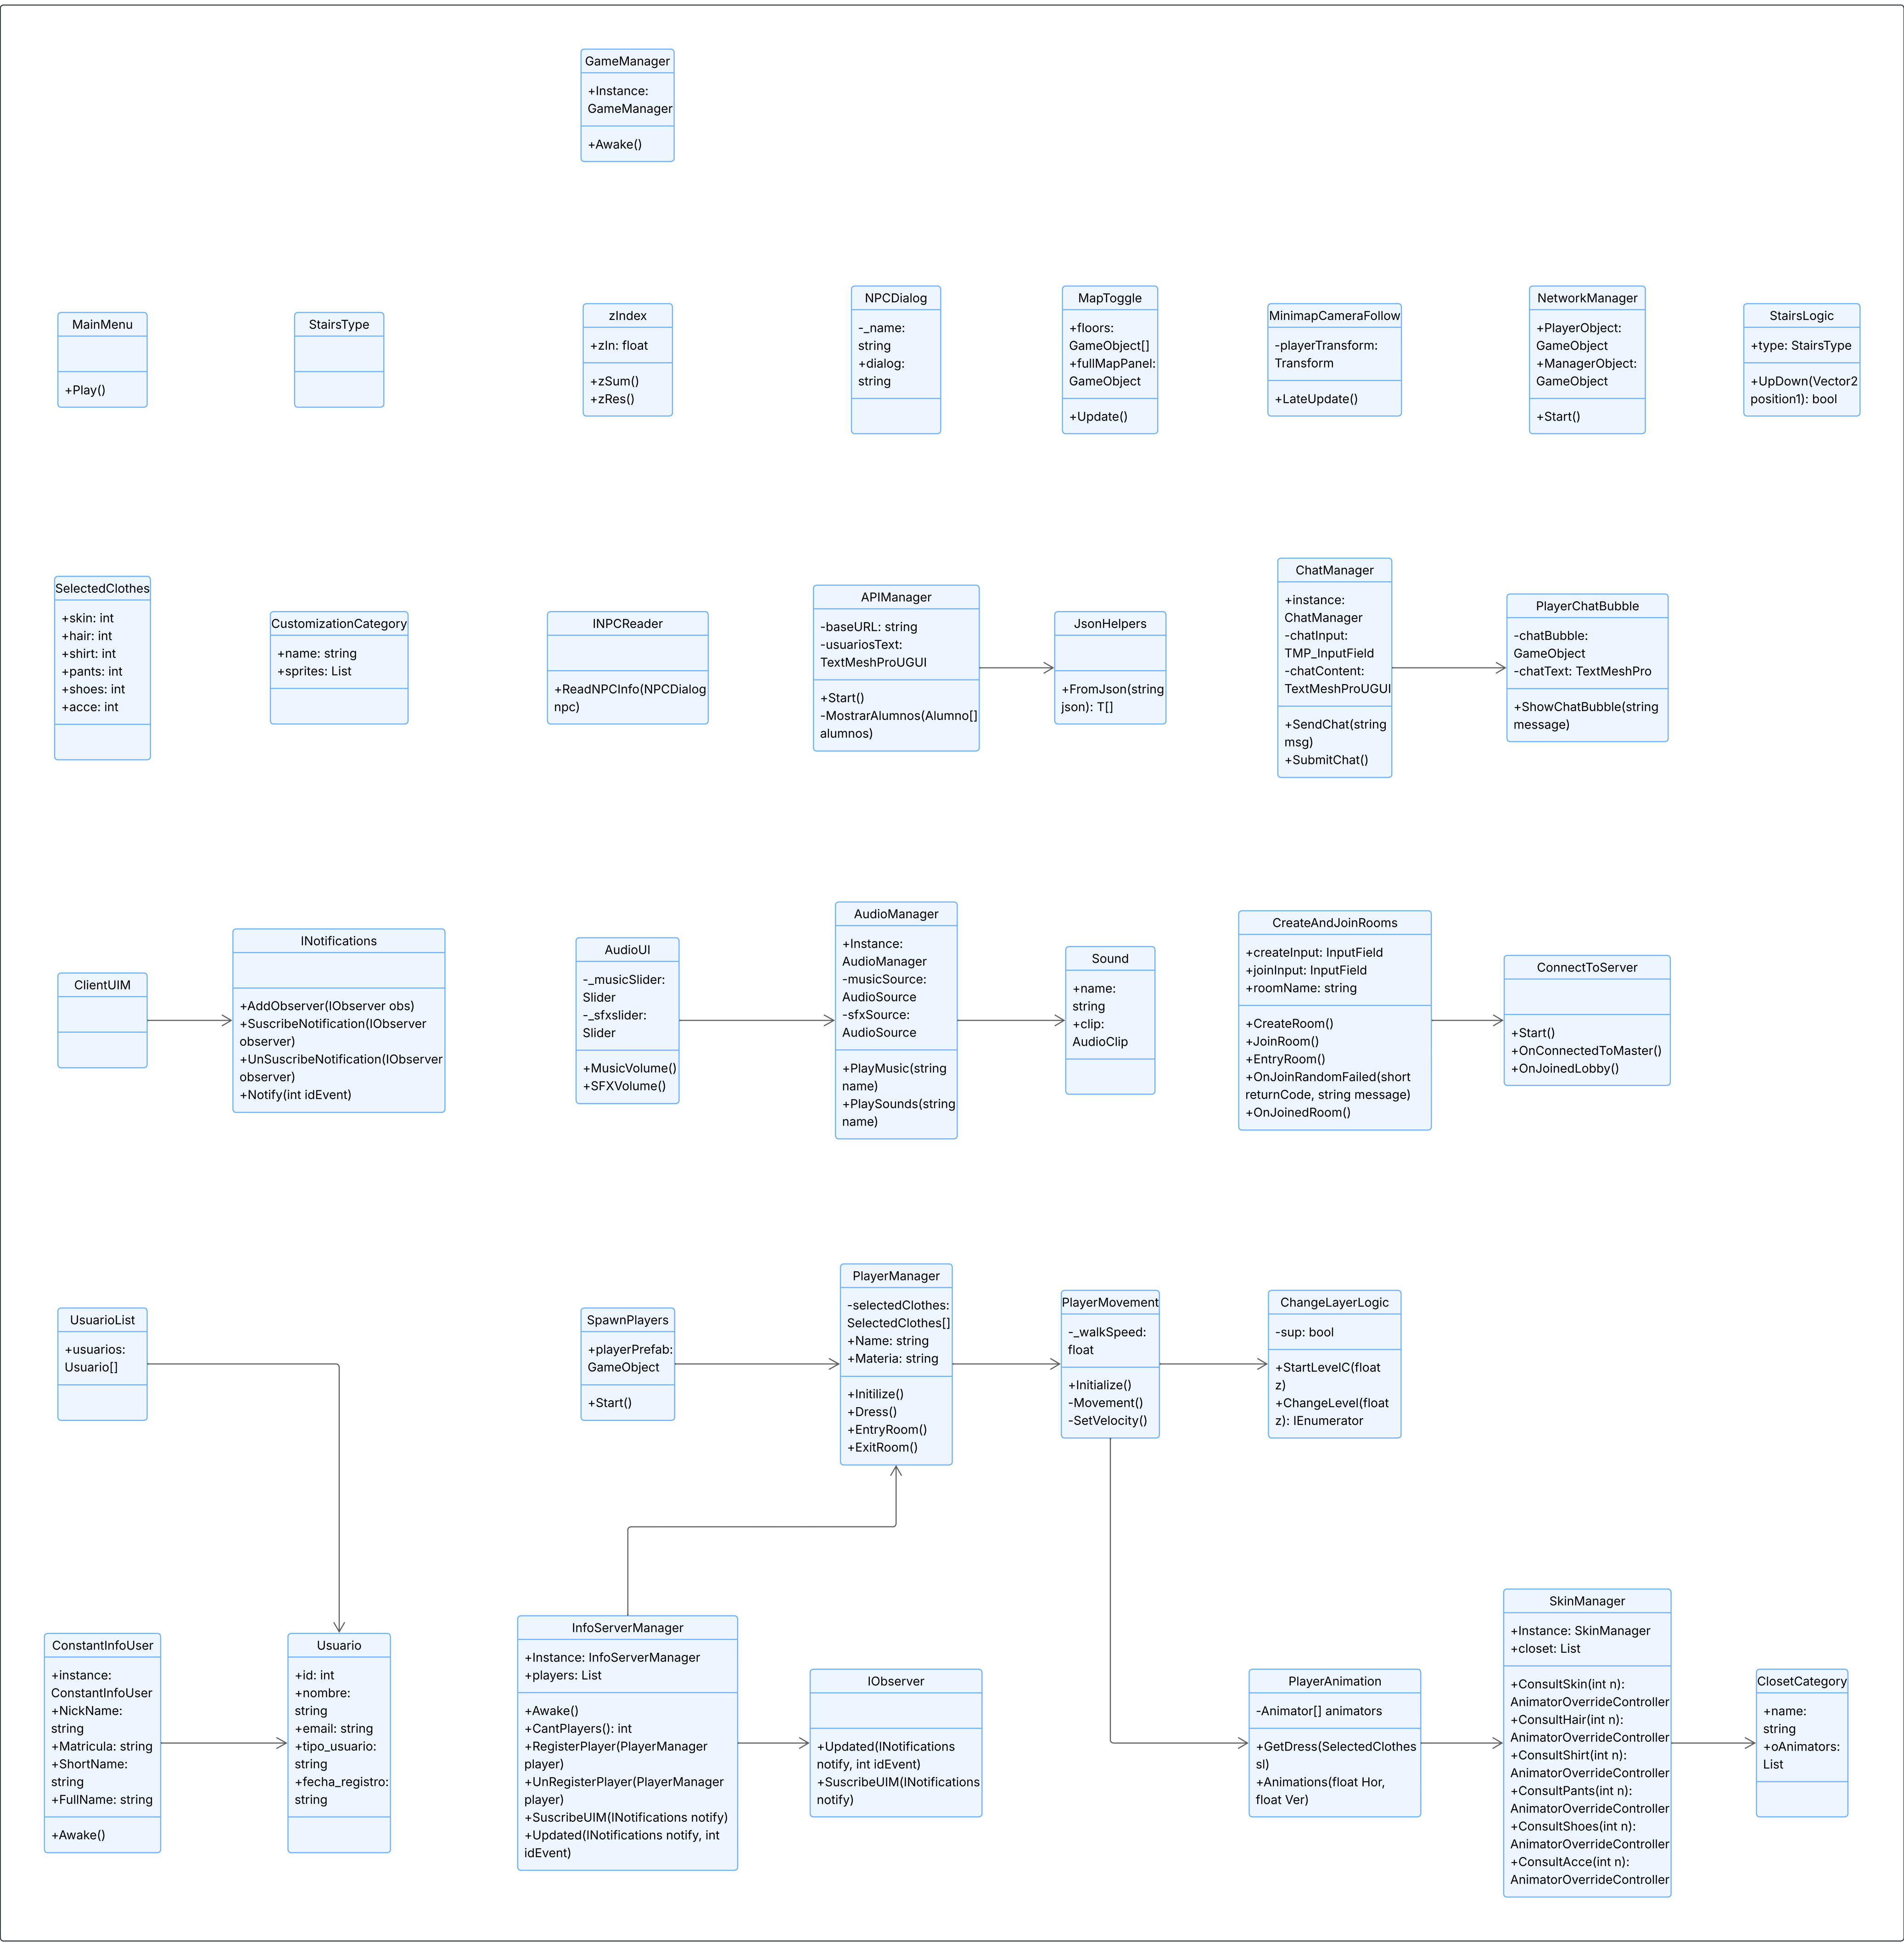 GameManager
+Instance:
GameManager
+Awake()
MainMenu
+Play()
StairsType
zIndex
+zIn: float
+zSum()
+zRes()
NPCDialog
-_name:
string
+dialog:
string
MapToggle
+floors:
GameObject[]
+fullMapPanel:
GameObject
+Update()
MinimapCameraFollow
-playerTransform:
Transform
+LateUpdate()
NetworkManager
+PlayerObject:
GameObject
+ManagerObject:
GameObject
+Start()
StairsLogic
+type: StairsType
+UpDown(Vector2
position1): bool
SelectedClothes
+skin: int
+hair: int
+shirt: int
+pants: int
+shoes: int
+acce: int
CustomizationCategory
+name: string
+sprites: List
INPCReader
+ReadNPCInfo(NPCDialog
npc)
APIManager
-baseURL: string
-usuariosText:
TextMeshProUGUI
+Start()
-MostrarAlumnos(Alumno[]
alumnos)
JsonHelpers
+FromJson(string
json): T[]
ChatManager
+instance:
ChatManager
-chatInput:
TMP_InputField
-chatContent:
TextMeshProUGUI
+SendChat(string
msg)
+SubmitChat()
PlayerChatBubble
-chatBubble:
GameObject
-chatText: TextMeshPro
+ShowChatBubble(string
message)
ClientUIM
INotifications
+AddObserver(IObserver obs)
+SuscribeNotification(IObserver
observer)
+UnSuscribeNotification(IObserver
observer)
+Notify(int idEvent)
AudioUI
-_musicSlider:
Slider
-_sfxslider:
Slider
+MusicVolume()
+SFXVolume()
AudioManager
+Instance:
AudioManager
-musicSource:
AudioSource
-sfxSource:
AudioSource
+PlayMusic(string
name)
+PlaySounds(string
name)
Sound
+name:
string
+clip:
AudioClip
CreateAndJoinRooms
+createInput: InputField
+joinInput: InputField
+roomName: string
+CreateRoom()
+JoinRoom()
+EntryRoom()
+OnJoinRandomFailed(short
returnCode, string message)
+OnJoinedRoom()
ConnectToServer
+Start()
+OnConnectedToMaster()
+OnJoinedLobby()
UsuarioList
+usuarios:
Usuario[]
SpawnPlayers
+playerPrefab:
GameObject
+Start()
PlayerManager
-selectedClothes:
SelectedClothes[]
+Name: string
+Materia: string
+Initilize()
+Dress()
+EntryRoom()
+ExitRoom()
PlayerMovement
-_walkSpeed:
float
+Initialize()
-Movement()
-SetVelocity()
ChangeLayerLogic
-sup: bool
+StartLevelC(float
z)
+ChangeLevel(float
z): IEnumerator
ConstantInfoUser
+instance:
ConstantInfoUser
+NickName:
string
+Matricula: string
+ShortName:
string
+FullName: string
+Awake()
Usuario
+id: int
+nombre:
string
+email: string
+tipo_usuario:
string
+fecha_registro:
string
InfoServerManager
+Instance: InfoServerManager
+players: List
+Awake()
+CantPlayers(): int
+RegisterPlayer(PlayerManager
player)
+UnRegisterPlayer(PlayerManager
player)
+SuscribeUIM(INotifications notify)
+Updated(INotifications notify, int
idEvent)
IObserver
+Updated(INotifications
notify, int idEvent)
+SuscribeUIM(INotifications
notify)
PlayerAnimation
-Animator[] animators
+GetDress(SelectedClothes
sl)
+Animations(float Hor,
float Ver)
SkinManager
+Instance: SkinManager
+closet: List
+ConsultSkin(int n):
AnimatorOverrideController
+ConsultHair(int n):
AnimatorOverrideController
+ConsultShirt(int n):
AnimatorOverrideController
+ConsultPants(int n):
AnimatorOverrideController
+ConsultShoes(int n):
AnimatorOverrideController
+ConsultAcce(int n):
AnimatorOverrideController
ClosetCategory
+name:
string
+oAnimators:
List